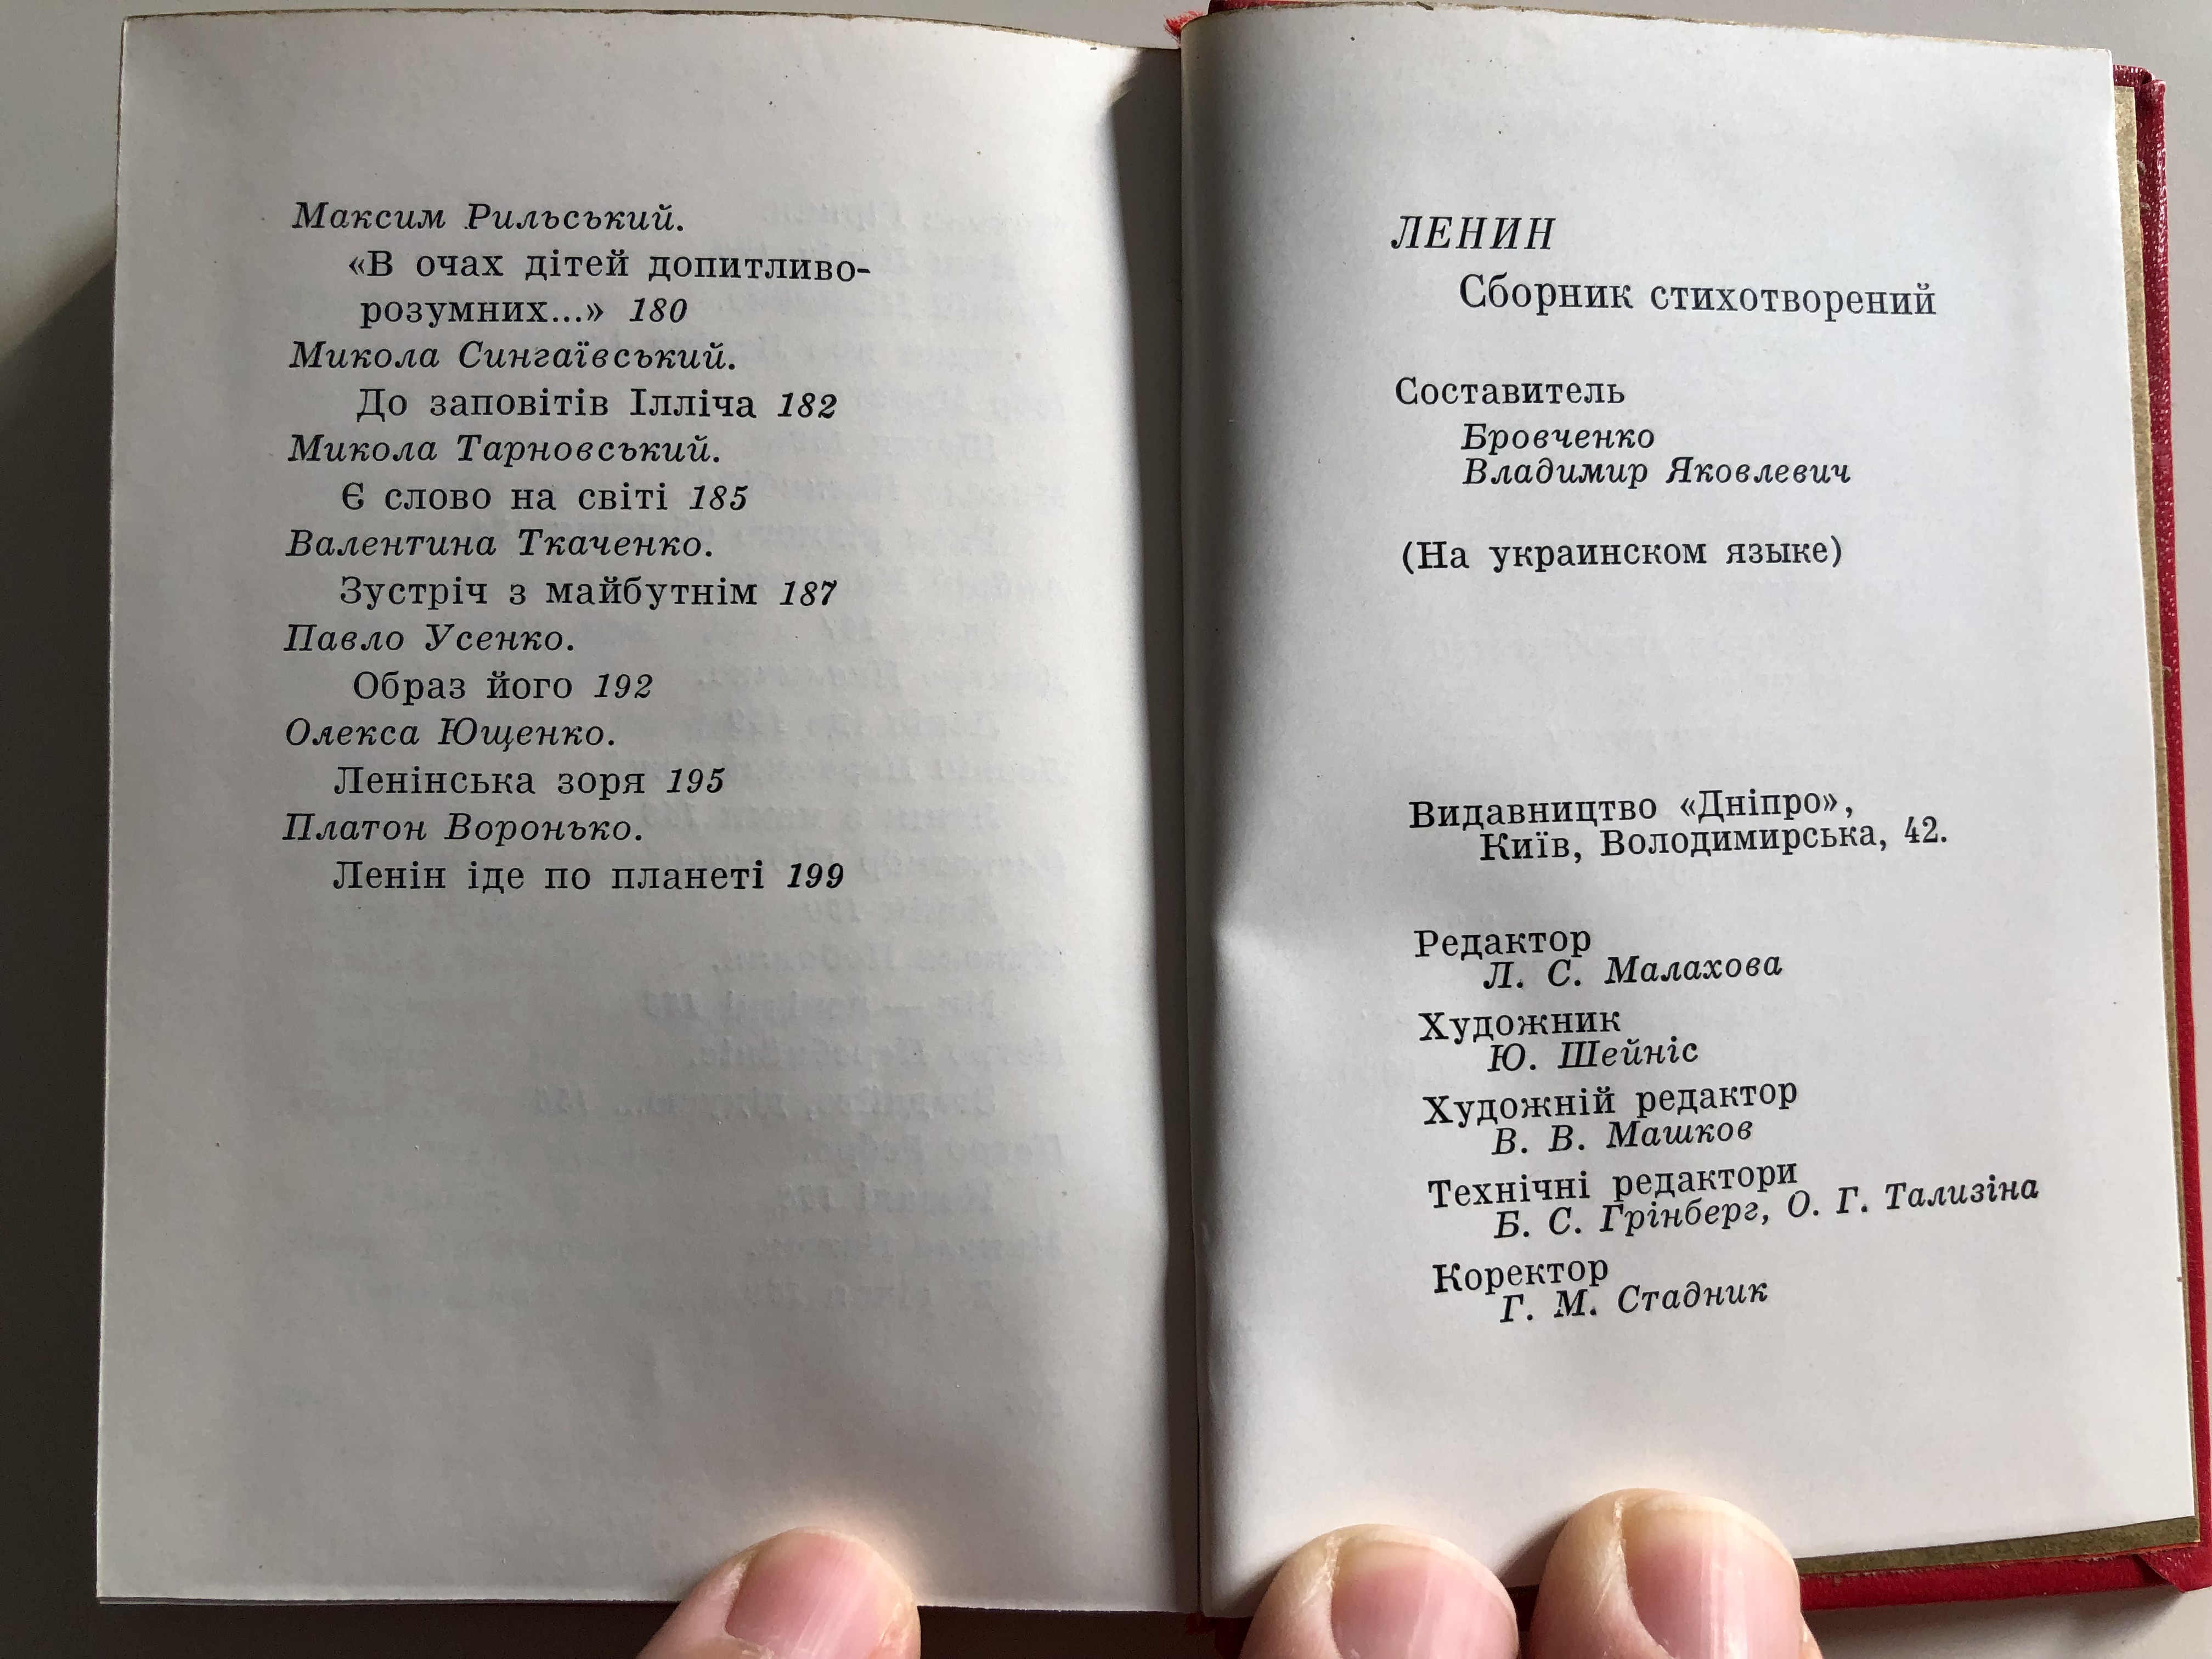 Максим Рильський.
«В очах дітей допитливо-
розумних...» 180
Микола Сингаївський.
До заповітів Ілліча 182
Микола Тарновський.
Є слово на світі 185
Валентина Ткаченко.
Зустріч з майбутнім 187
Павло Усенко.
Образ його 192
Олекса Ющенко.
Ленінська зоря 195
Платон Воронько.
Ленін іде по планеті 199
ЛЕНИН
Сборник стихотворений
Составитель
Бровченко
Владимир Яковлевич
(На украинском языке)
Видавництво «Дніпро»,
Київ, Володимирська, 42.
Редактор
Л. С. Малахова
Художник
Ю. Шейніс
Художній редактор
В. В. Машков
Технічні редактори
Б. С. Грінберг, О. Г. Тализіна
Коректор
Г. М. Стадник